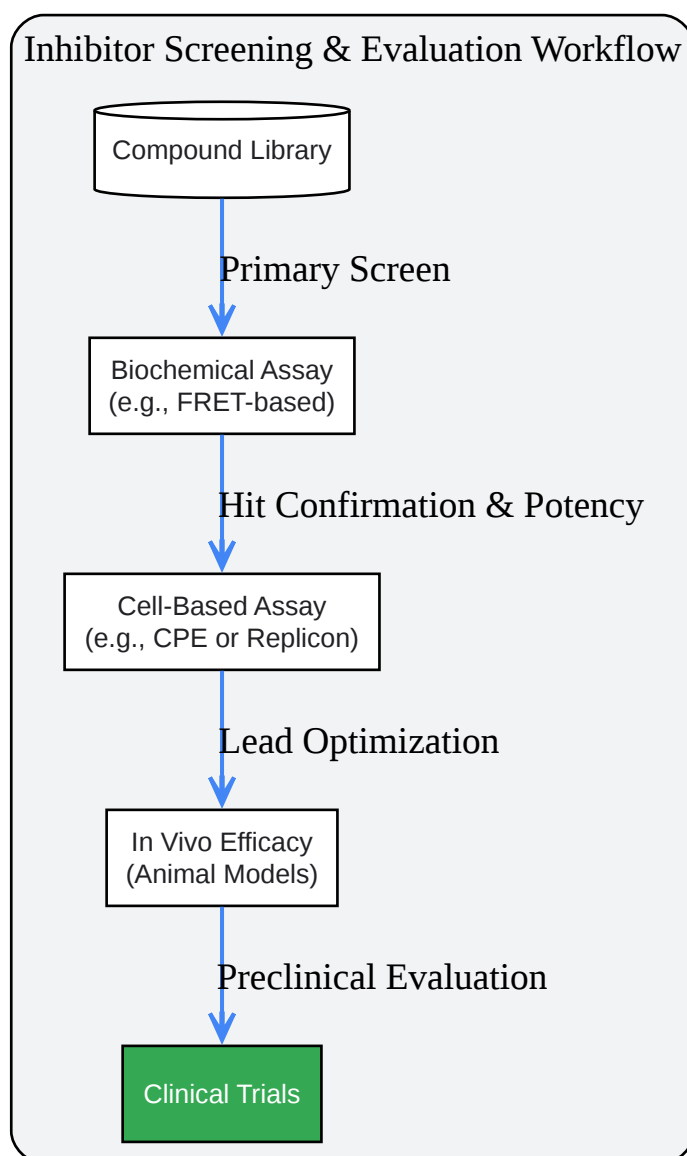 Inhibitor Screening & Evaluation Workflow
Compound Library
Primary Screen
Biochemical Assay
(e.g., FRET-based)
Hit Confirmation & Potency
Cell-Based Assay
(e.g., CPE or Replicon)
Lead Optimization
In Vivo Efficacy
(Animal Models)
Preclinical Evaluation
Clinical Trials